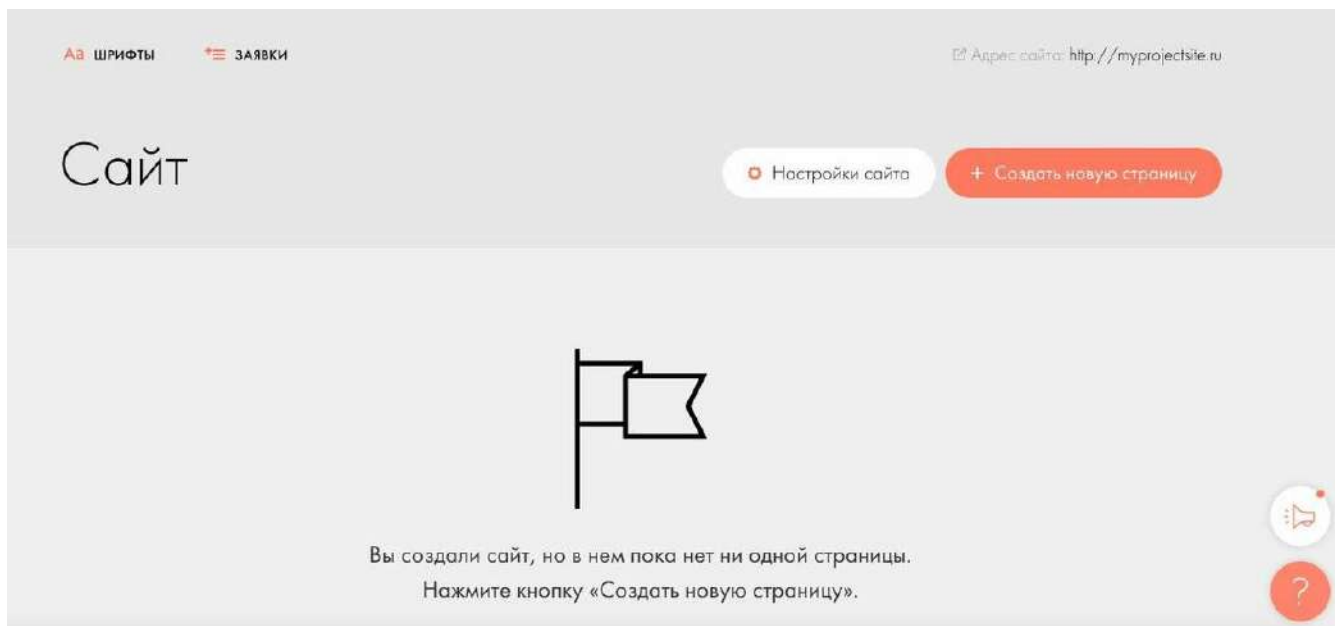 Aa ШРИФТЫ
ЗАЯВКИ
Адрес сайта: http://myprojectsite.ru
Сайт
Настройки сайта
+ Создать новую страницу
Вы создали сайт, но в нем пока нет ни одной страницы.
Нажмите кнопку «Создать новую страницу».
?